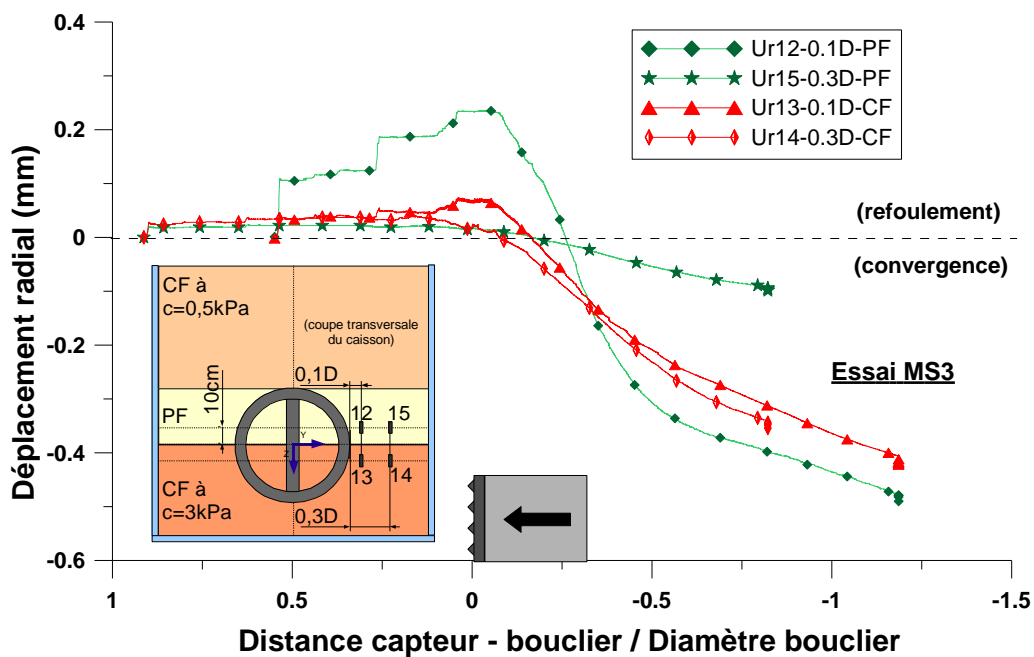 0.4
0.2
0
-0.2
-0.4
-0.6
Déplacement radial (mm)
Ur12-0.1D-PF
Ur15-0.3D-PF
Ur13-0.1D-CF
Ur14-0.3D-CF
(refoulement)
(convergence)
Essai MS3
CF à
c=0,5kPa
(coupe transversale
du caisson)
0,1D
10cm
PF
12
15
Y
Z
13
14
CF à
c=3kPa
0,3D
1
0.5
0
-0.5
-1
-1.5
Distance capteur - bouclier / Diamètre bouclier